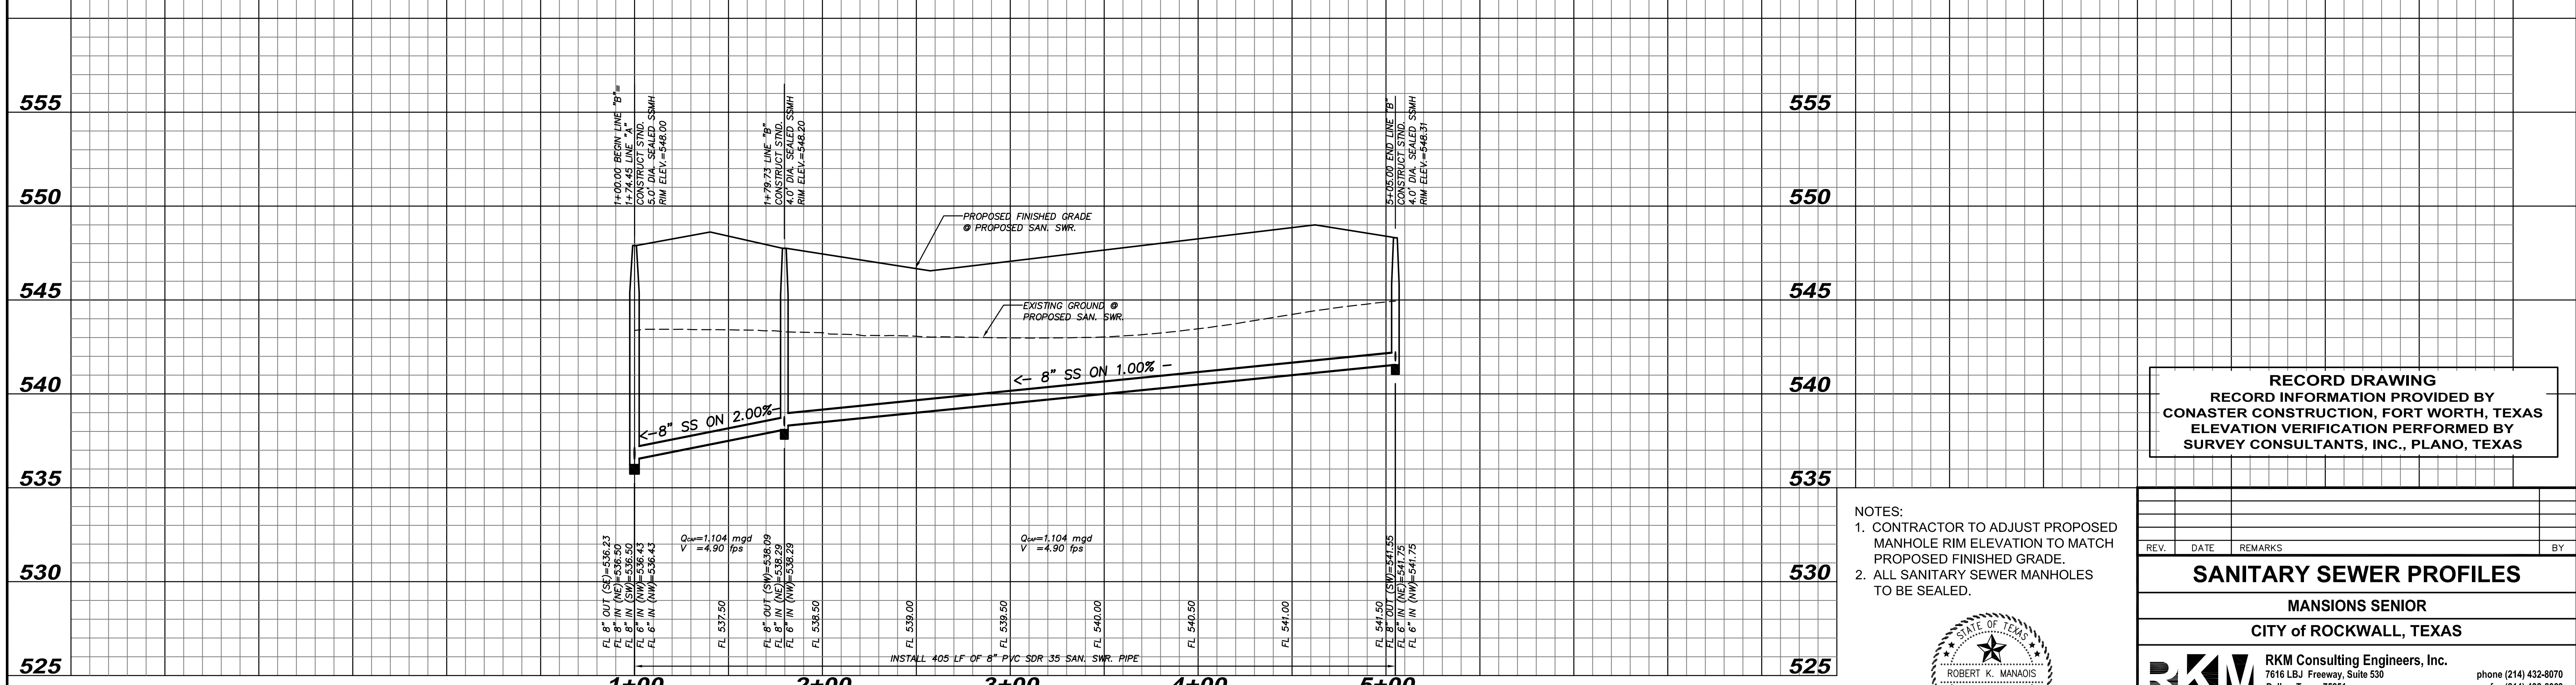 555
550
545
540
535
530
525
1+00.00 BEGIN LINE "B"=
1+74.45 LINE "A"
CONSTRUCT STND.
5.0' DIA. SEALED SSMH
RIM ELEV.=548.00
1+79.73 LINE "B"
CONSTRUCT STND.
4.0' DIA. SEALED SSMH
RIM ELEV.=548.20
5+05.00 END LINE "B"
CONSTRUCT STND.
4.0' DIA. SEALED SSMH
RIM ELEV.=548.31
PROPOSED FINISHED GRADE
@ PROPOSED SAN. SWR.
EXISTING GROUND @
PROPOSED SAN. SWR.
<- 8" SS ON 2.00%-
<- 8" SS ON 1.00% -
FL 8" OUT (SE)=536.23
FL 8" IN (NE)=536.50
FL 8" IN (SW)=536.50
FL 6" IN (NW)=536.43
FL 6" IN (NW)=536.43
QCAP=1.104 mgd
V =4.90 fps
FL 537.50
FL 8" OUT (SW)=538.09
FL 8" IN (NE)=538.29
FL 6" IN (NW)=538.29
FL 538.50
FL 539.00
QCAP=1.104 mgd
V =4.90 fps
FL 539.50
FL 540.00
FL 540.50
FL 541.00
FL 541.50
FL 8" OUT (SW)=541.55
FL 6" IN (NE)=541.75
FL 6" IN (NW)=541.75
INSTALL 405 LF OF 8" PVC SDR 35 SAN. SWR. PIPE
1+00
2+00
3+00
4+00
5+00
555
550
545
540
535
530
525
RECORD DRAWING
RECORD INFORMATION PROVIDED BY
CONASTER CONSTRUCTION, FORT WORTH, TEXAS
ELEVATION VERIFICATION PERFORMED BY
SURVEY CONSULTANTS, INC., PLANO, TEXAS
NOTES:
1. CONTRACTOR TO ADJUST PROPOSED
MANHOLE RIM ELEVATION TO MATCH
PROPOSED FINISHED GRADE.
2. ALL SANITARY SEWER MANHOLES
TO BE SEALED.
STATE OF TEXAS
ROBERT K. MANAOIS
REV. DATE REMARKS BY
SANITARY SEWER PROFILES
MANSIONS SENIOR
CITY of ROCKWALL, TEXAS
RKM
RKM Consulting Engineers, Inc.
7616 LBJ Freeway, Suite 530 phone (214) 432-8070